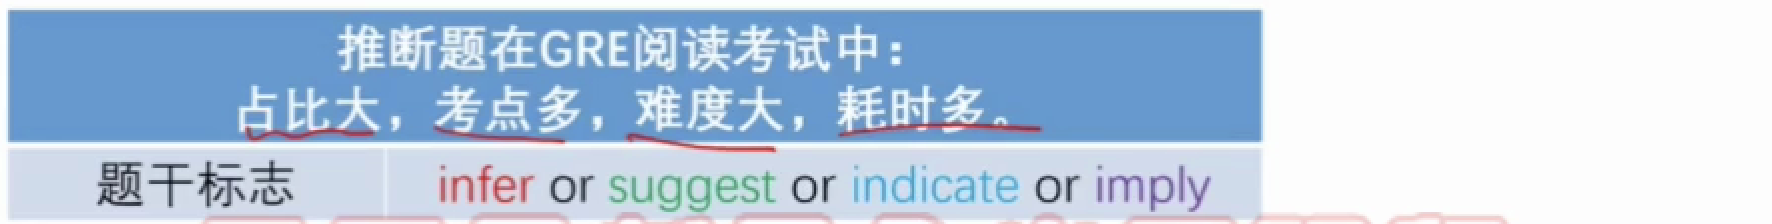 推断题在GRE阅读考试中：
占比大，考点多，难度大，耗时多。
题干标志 infer or suggest or indicate or imply